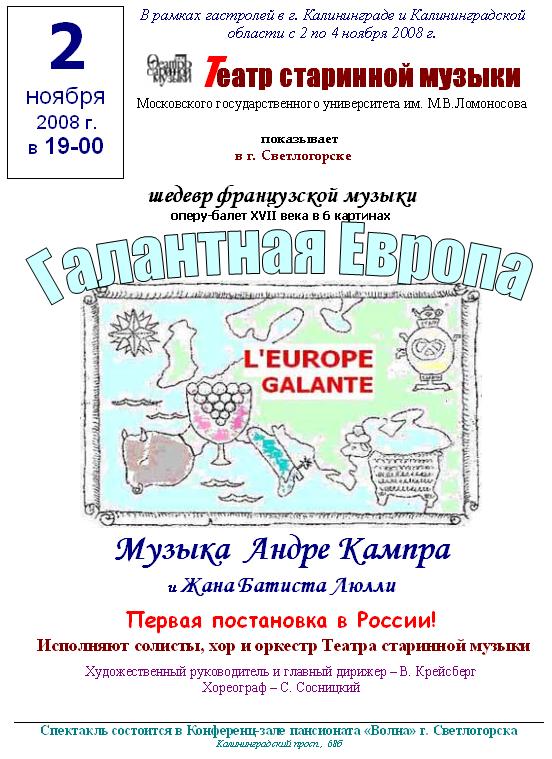 2
ноября
2008 г.
в 19-00
В рамках гастролей в г. Калининграде и Калининградской
области с 2 по 4 ноября 2008 г.
Театр старинной музыки
Театр старинной музыки
Московского государственного университета им. М.В.Ломоносова
показывает
в г. Светлогорске
шедевр французской музыки
оперу-балет XVII века в 6 картинах
Галантная Европа
L'EUROPE
GALANTE
Музыка Андре Кампра
и Жана Батиста Люлли
Первая постановка в России!
Исполняют солисты, хор и оркестр Театра старинной музыки
Художественный руководитель и главный дирижер – В. Крейсберг
Хореограф – С. Сосницкий
Спектакль состоится в Конференц-зале пансионата «Волна» г. Светлогорска
Калининградский просп., 68б